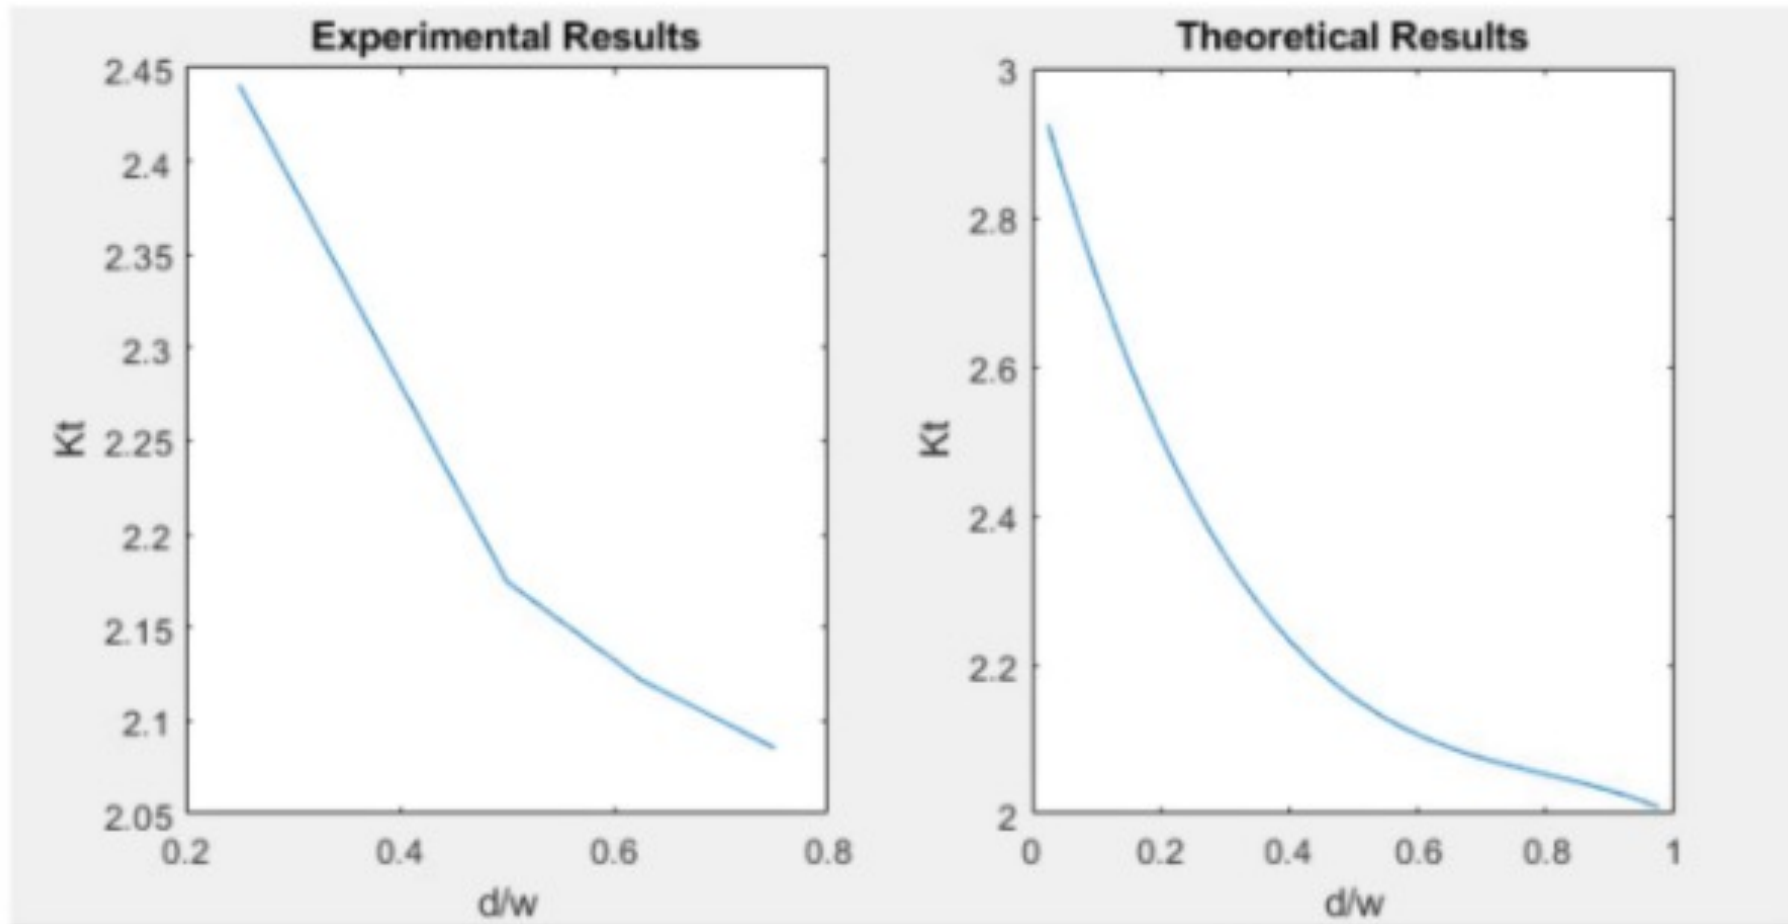 Experimental Results
2.45
2.4
2.35
2.3
2.25
2.2
2.15
2.1
2.05
Kt
0.2 0.4 0.6 0.8
d/w
Theoretical Results
3
2.8
2.6
2.4
2.2
2
Kt
0 0.2 0.4 0.6 0.8 1
d/w